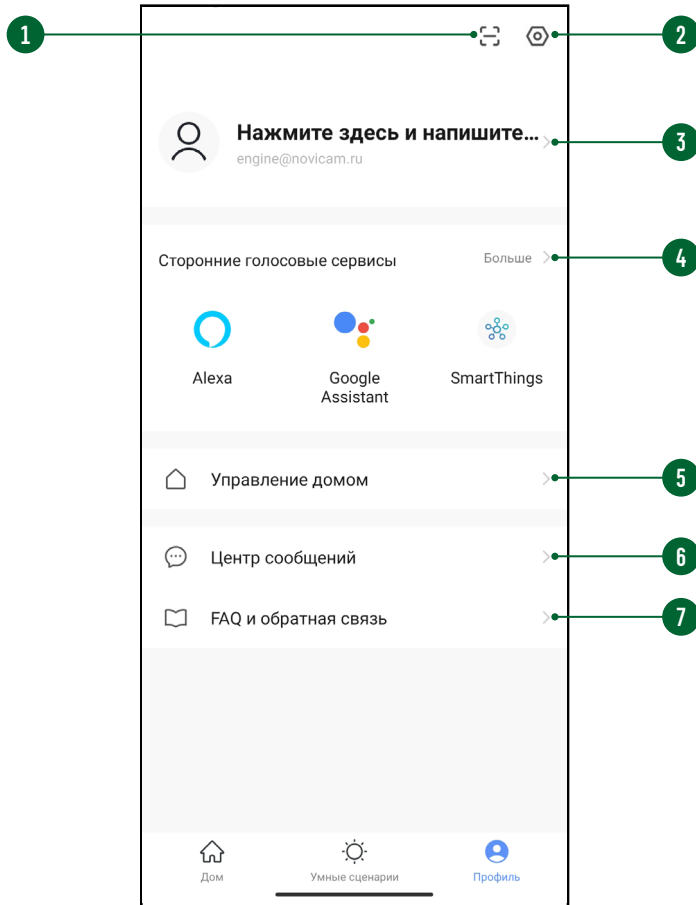 1
2
Нажмите здесь и напишите...
3
engine@novicam.ru
Сторонние голосовые сервисы
Больше
4
Alexa
Google
Assistant
SmartThings
Управление домом
5
Центр сообщений
6
FAQ и обратная связь
7
Дом
Умные сценарии
Профиль